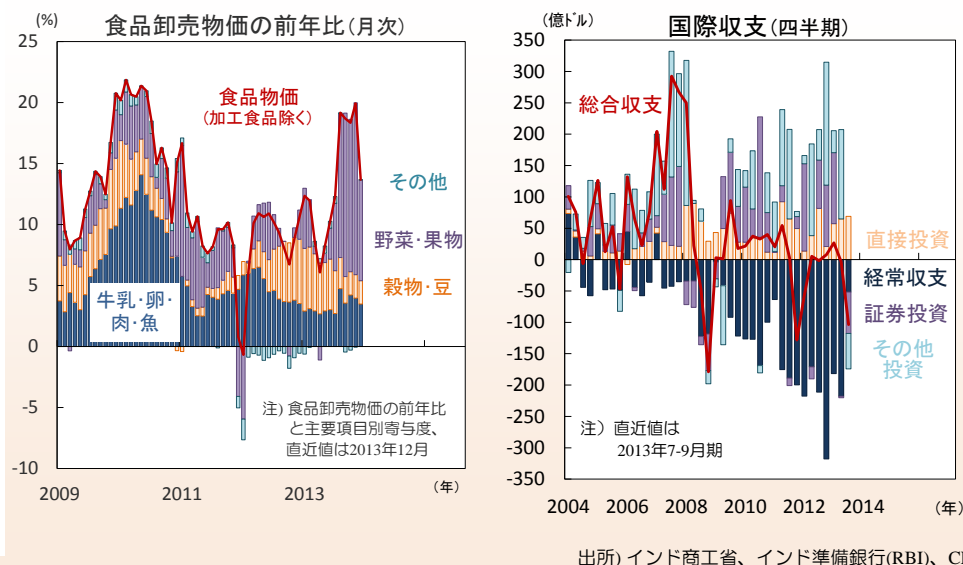 食品卸売物価の前年比(月次)
(%)
25
20
15
10
5
0
-5
-10
食品物価
(加工食品除く)
その他
野菜・果物
穀物・豆
牛乳・卵・
肉・魚
注) 食品卸売物価の前年比
と主要項目別寄与度、
直近値は2013年12月
2009
2011
2013
(年)
国際収支(四半期)
(億ドル)
350
300
250
200
150
100
50
0
-50
-100
-150
-200
-250
-300
-350
総合収支
直接投資
経常収支
証券投資
その他
投資
注) 直近値は
2013年7-9月期
2004
2006
2008
2010
2012
2014
(年)
出所) インド商工省、インド準備銀行(RBI)、